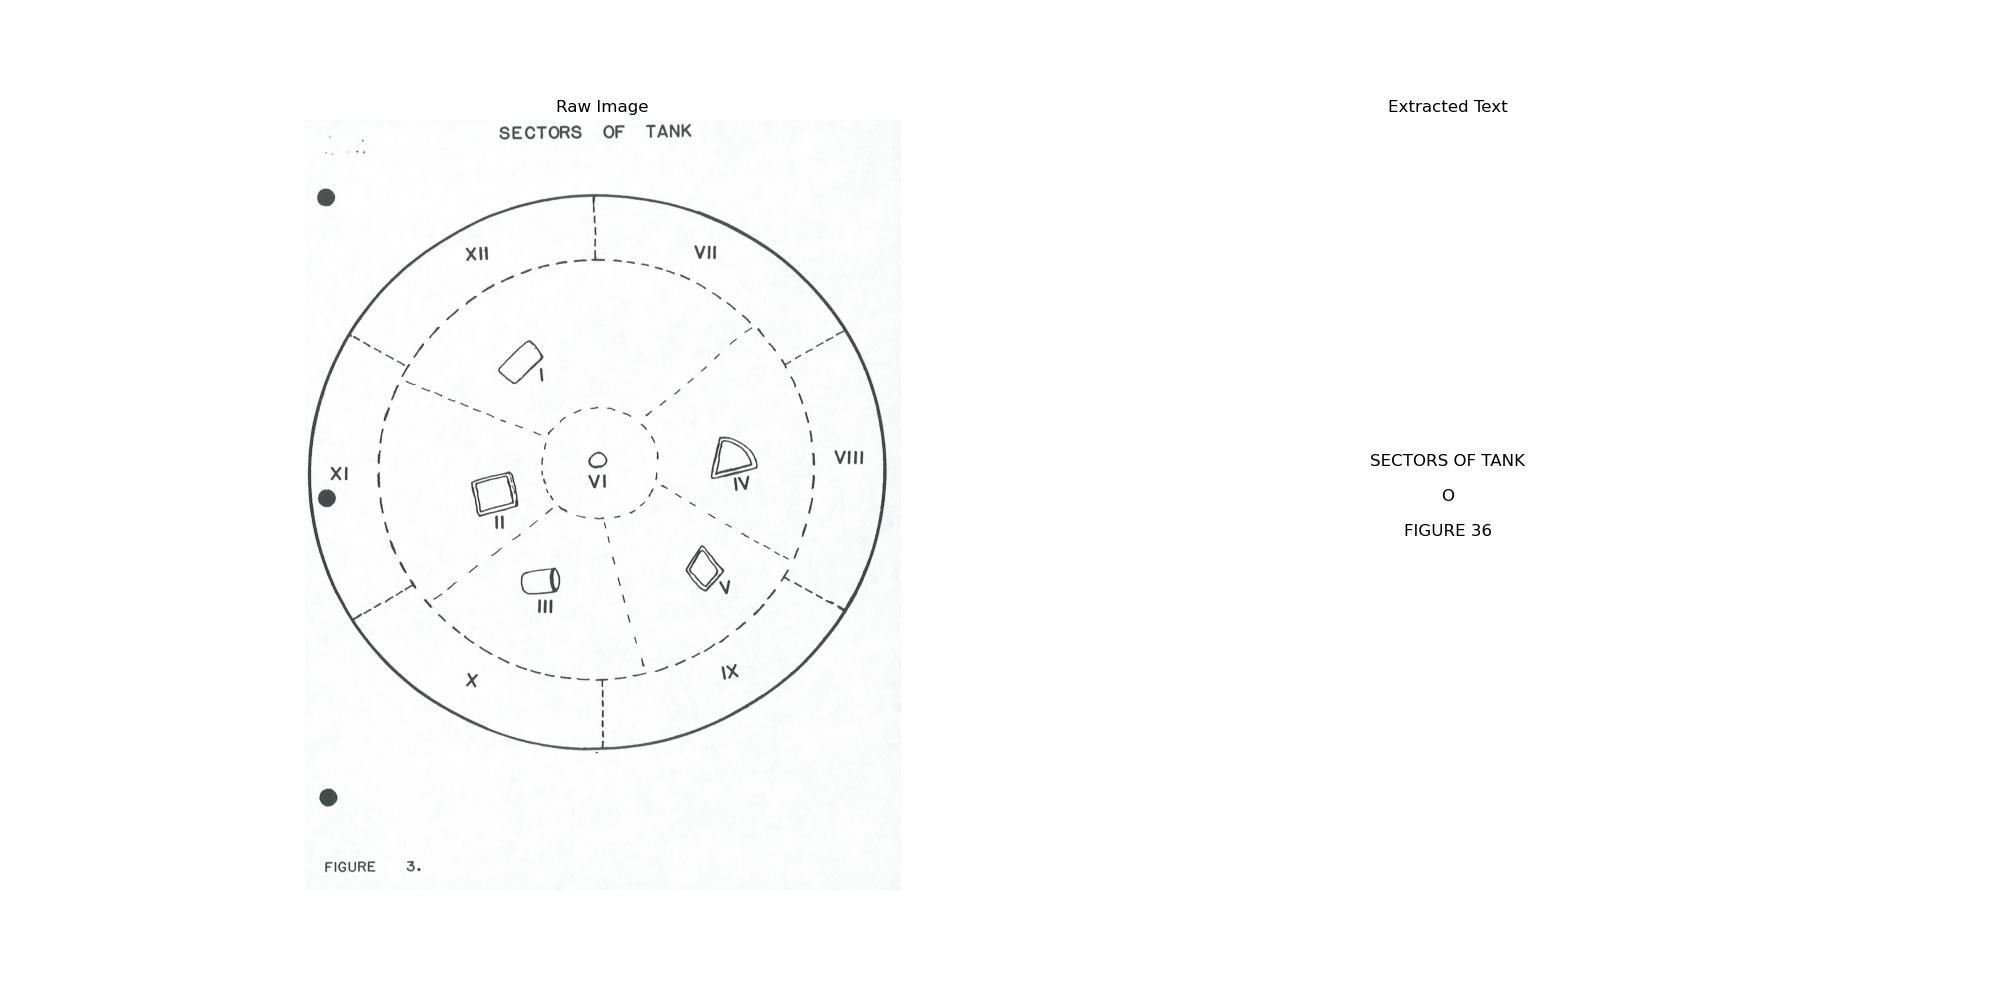 Raw Image
SECTORS OF TANK
XII
VII
I
XI
VI
IV
VIII
II
V
III
X
IX
FIGURE 3.
Extracted Text
SECTORS OF TANK
O
FIGURE 36